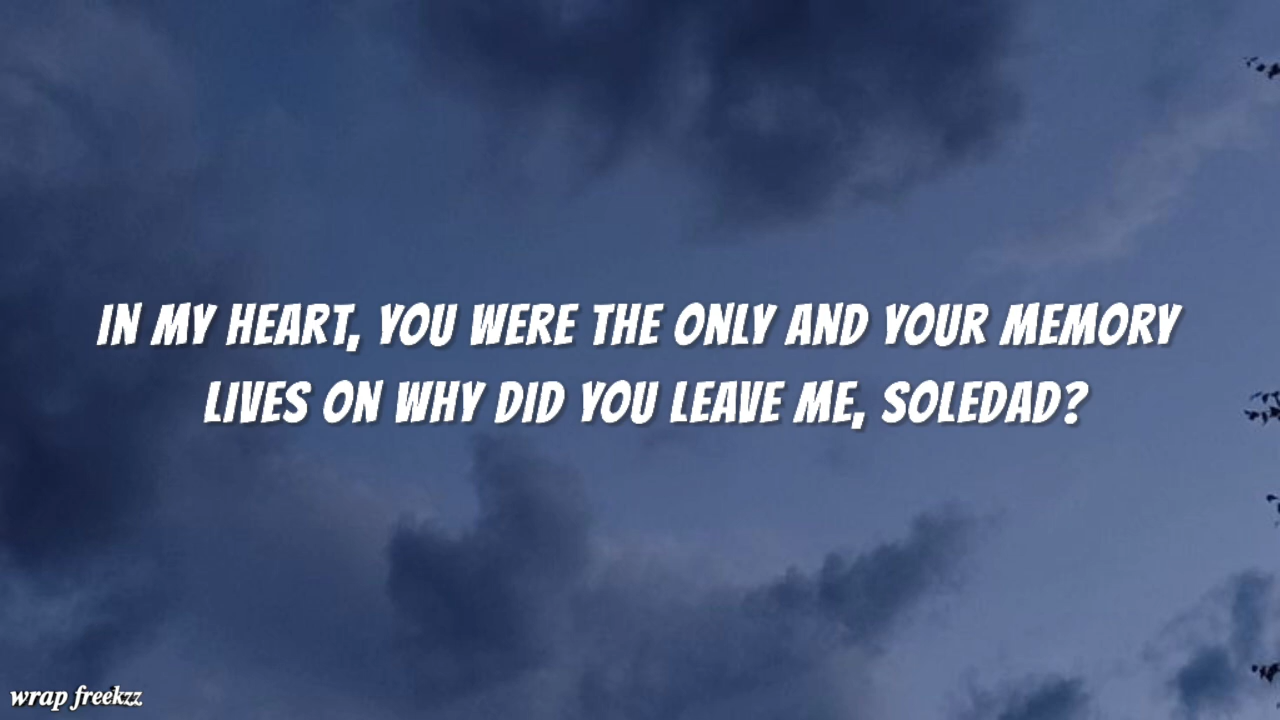 IN MY HEART, YOU WERE THE ONLY AND YOUR MEMORY
LIVES ON WHY DID YOU LEAVE ME, SOLEDAD?
wrap freekzz